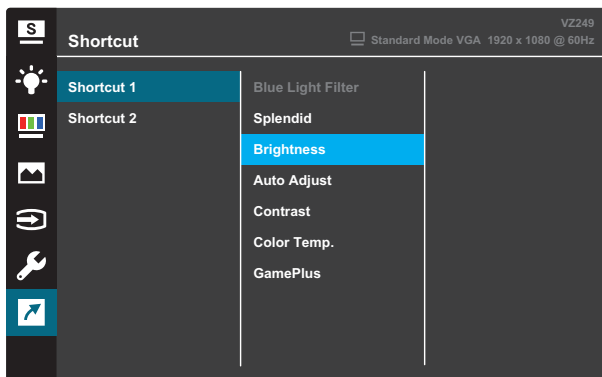 S
VZ249
Shortcut
Standard Mode VGA 1920 x 1080 @ 60Hz
Shortcut 1
Shortcut 2
Blue Light Filter
Splendid
Brightness
Auto Adjust
Contrast
Color Temp.
GamePlus